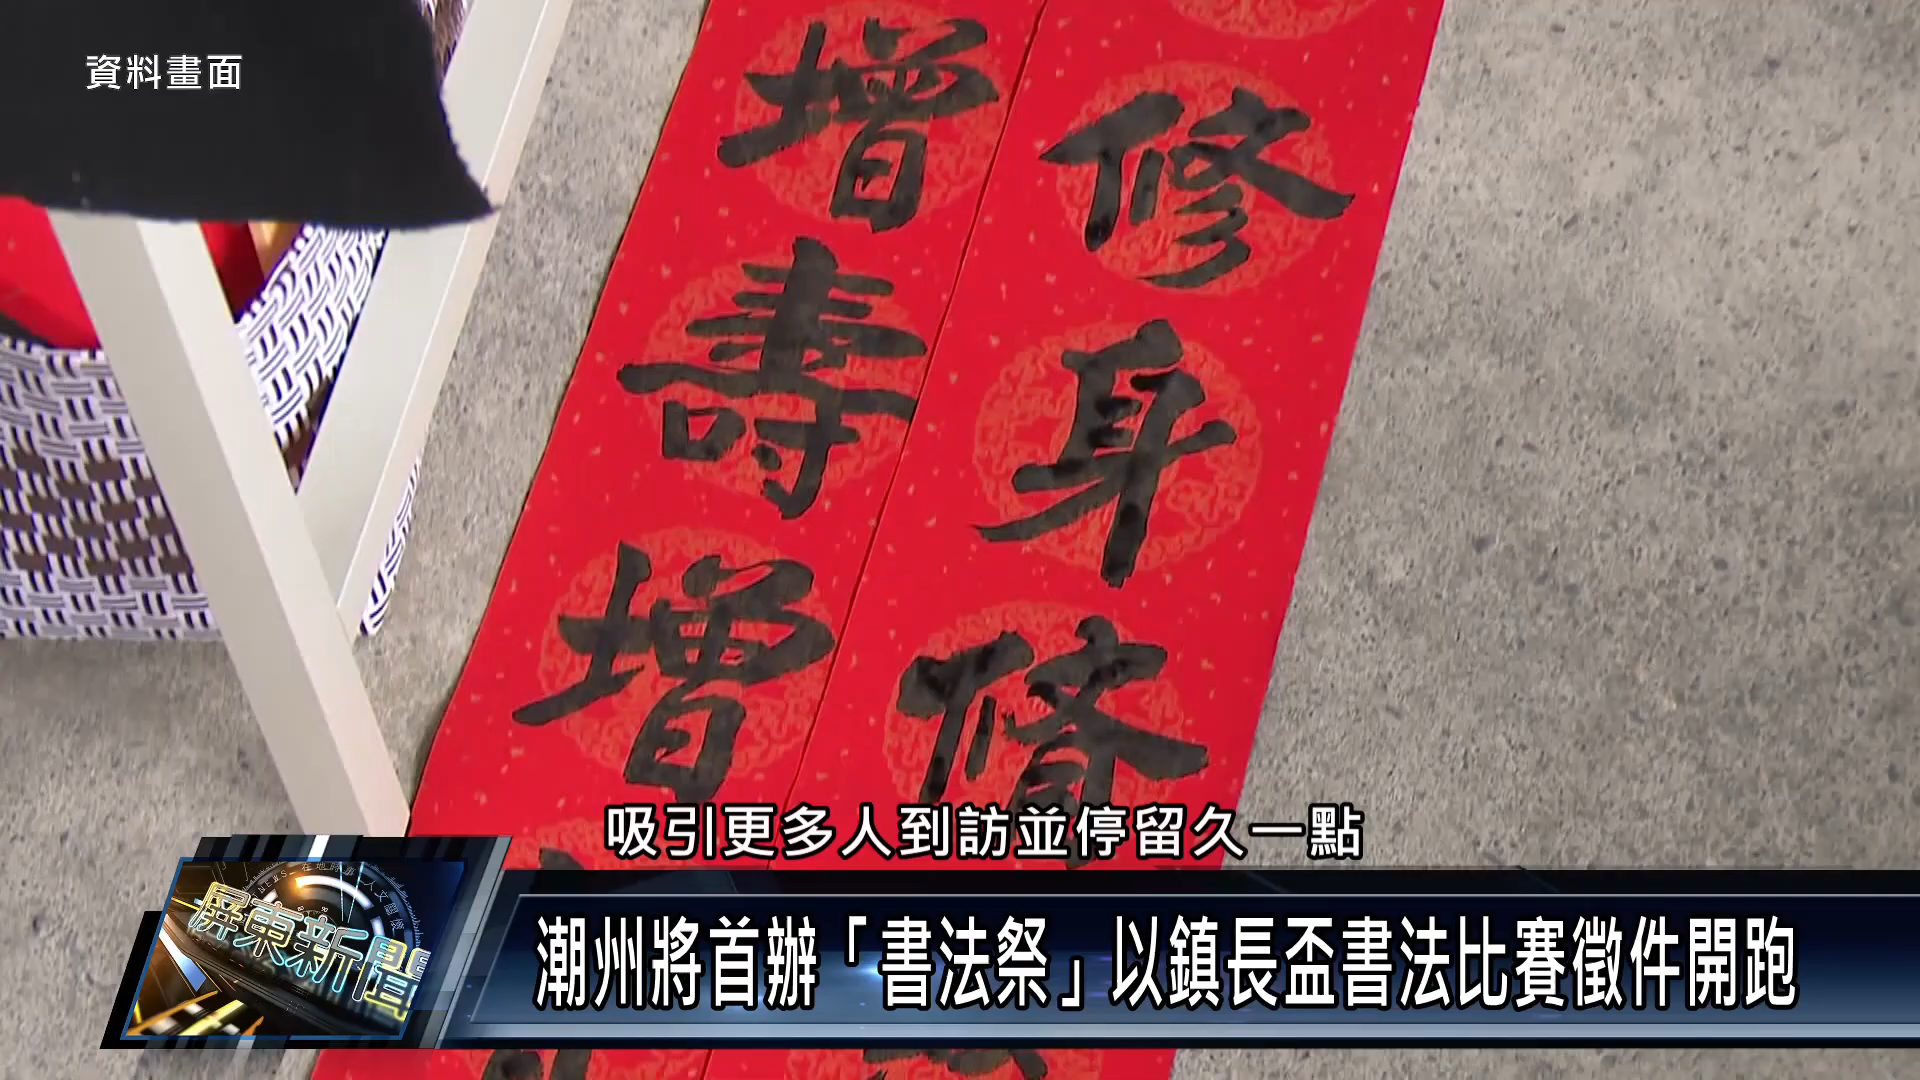 資料畫面
修
身
脩
增
壽
增
吸引更多人到訪並停留久一點
屏東新聞
潮州將首辦「書法祭」以鎮長盃書法比賽徵件開跑